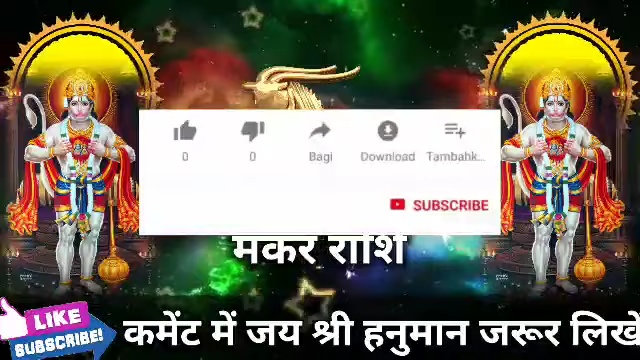 0 0 Bagi Download Tambahk...
SUBSCRIBE
मकर राशि
LIKE
SUBSCRIBE!
कमेंट में जय श्री हनुमान जरूर लिखें